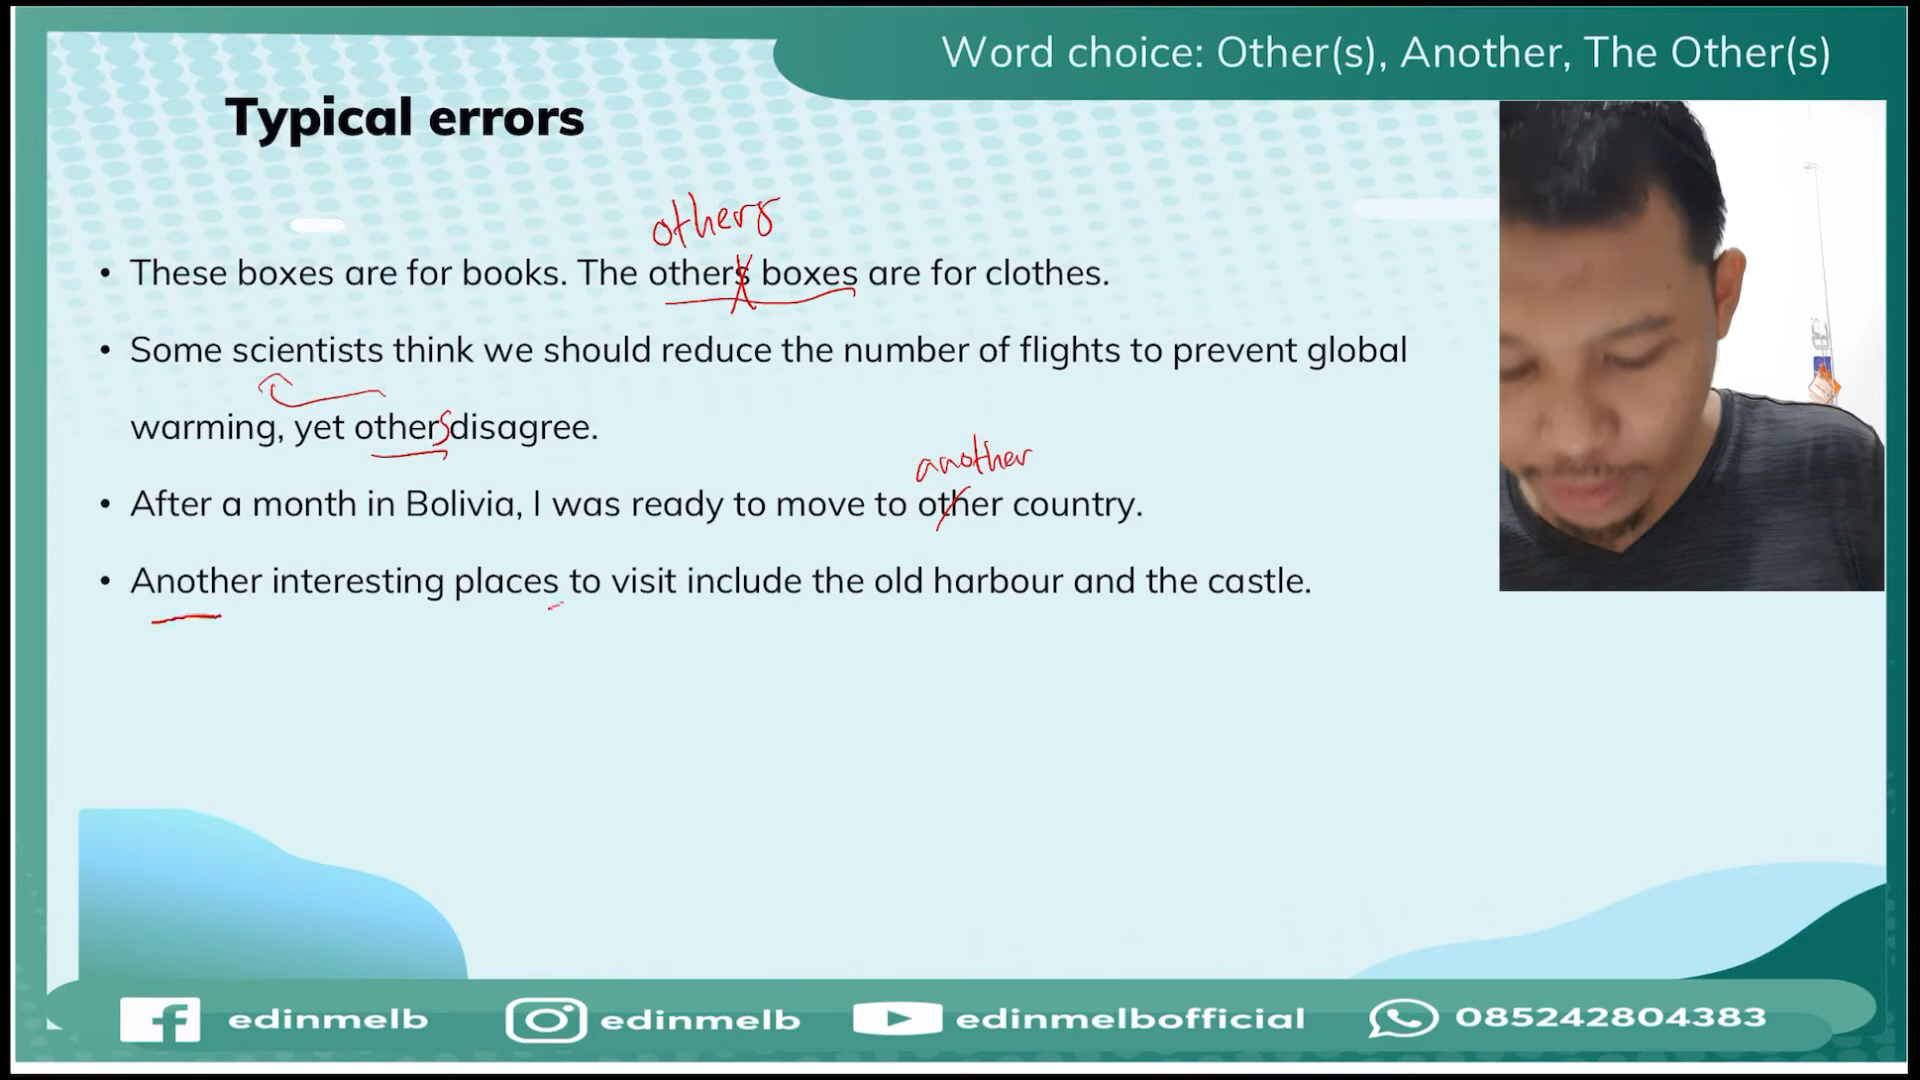 Word choice: Other(s), Another, The Other(s)
Typical errors
others
• These boxes are for books. The others boxes are for clothes.
• Some scientists think we should reduce the number of flights to prevent global
warming, yet others disagree.
another
• After a month in Bolivia, I was ready to move to other country.
• Another interesting places to visit include the old harbour and the castle.
edinmelb
edinmelb
edinmelbofficial
085242804383